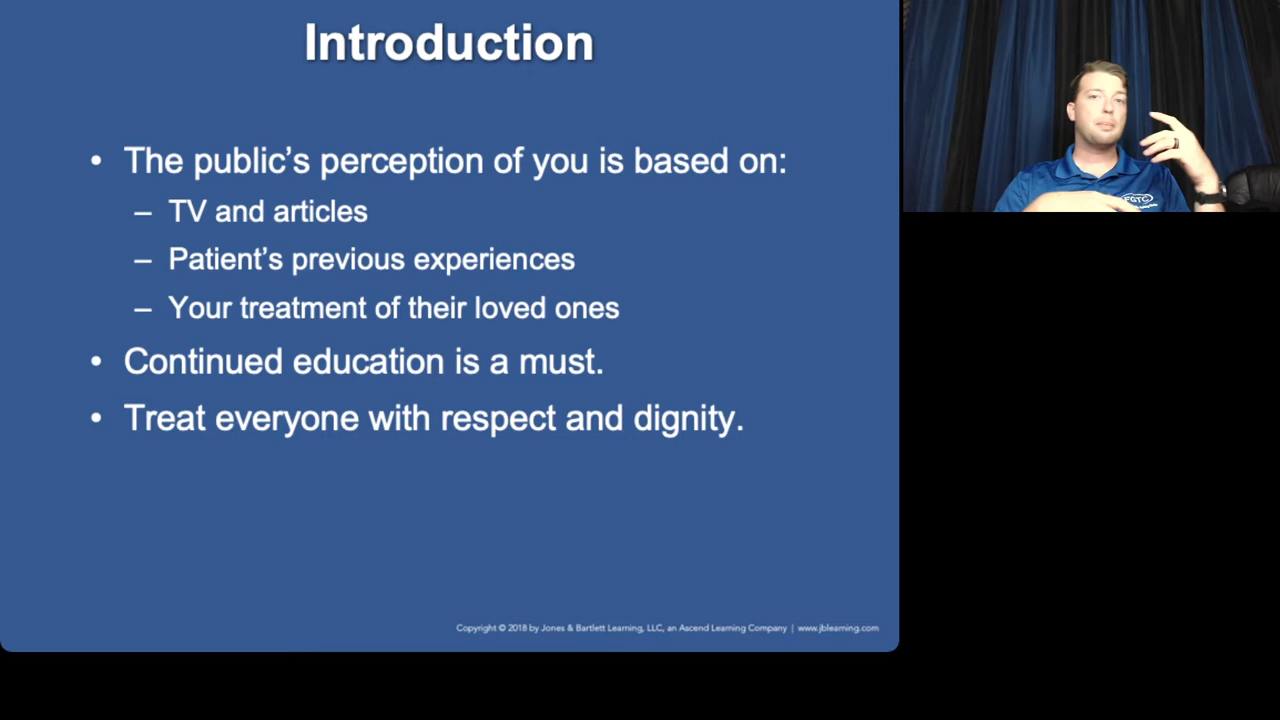 Introduction
• The public’s perception of you is based on:
– TV and articles
– Patient’s previous experiences
– Your treatment of their loved ones
• Continued education is a must.
• Treat everyone with respect and dignity.
Copyright © 2018 by Jones & Bartlett Learning, LLC, an Ascend Learning Company | www.jblearning.com